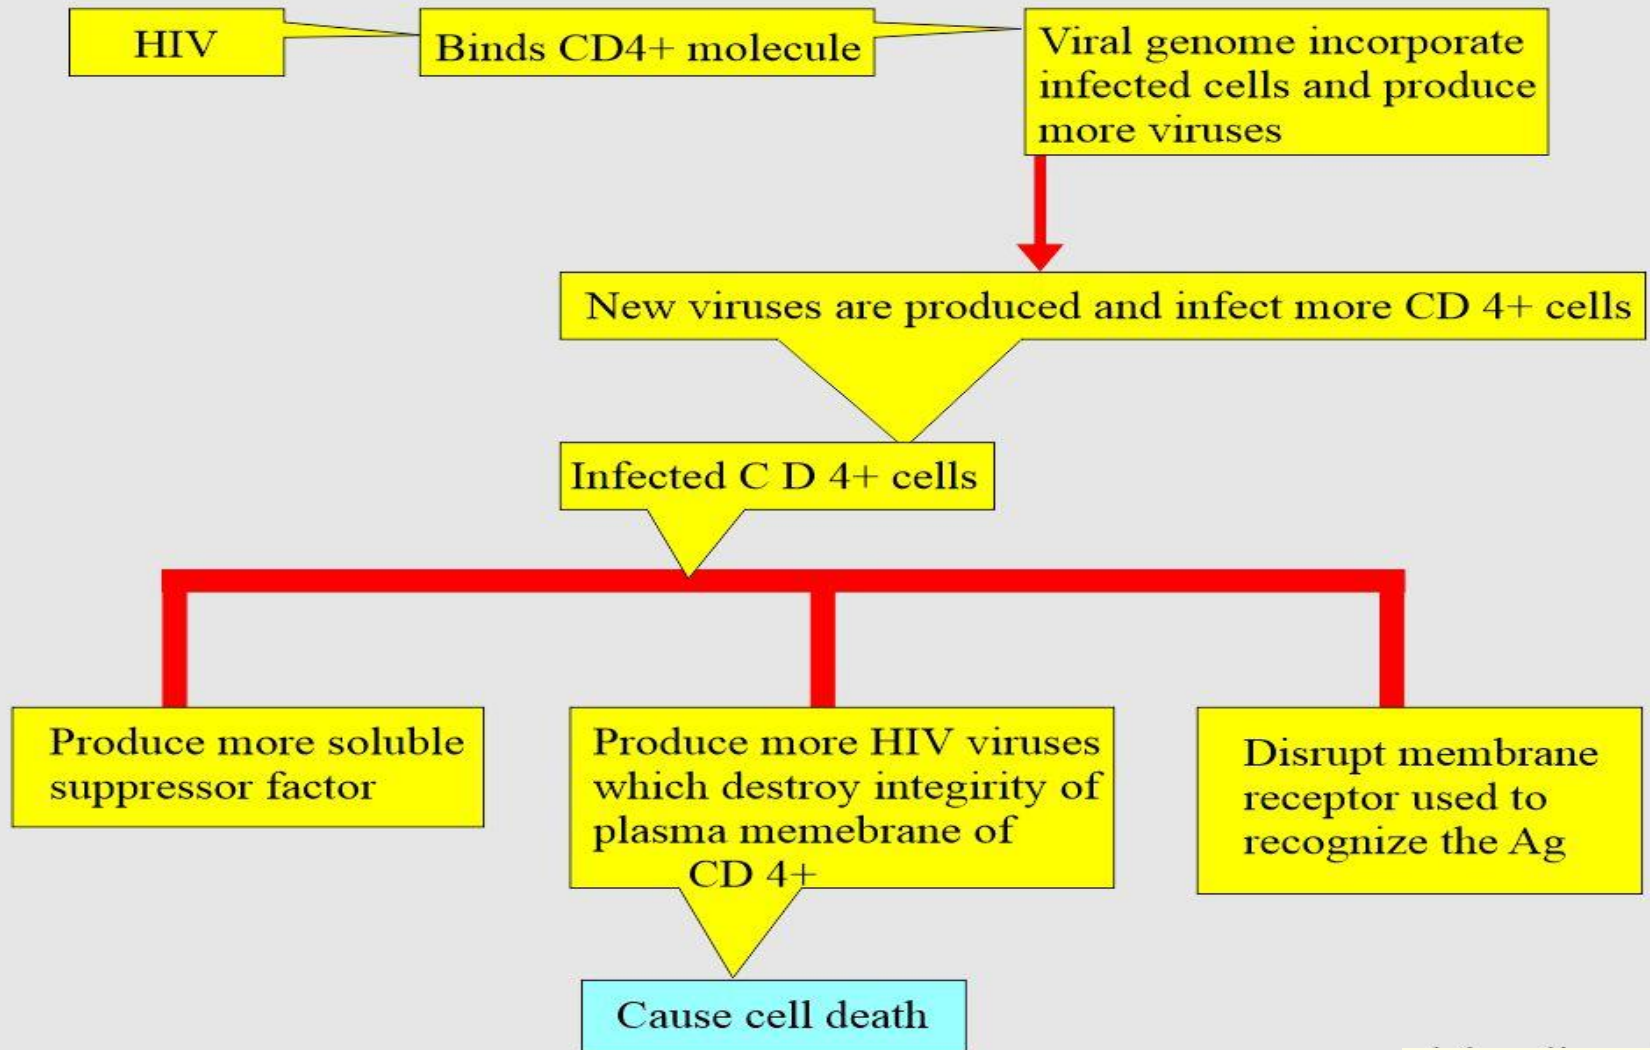 HIV
Binds CD4+ molecule
Viral genome incorporate
infected cells and produce
more viruses
New viruses are produced and infect more CD 4+ cells
Infected C D 4+ cells
Produce more soluble
suppressor factor
Produce more HIV viruses
which destroy integirity of
plasma memebrane of
CD 4+
Disrupt membrane
receptor used to
recognize the Ag
Cause cell death